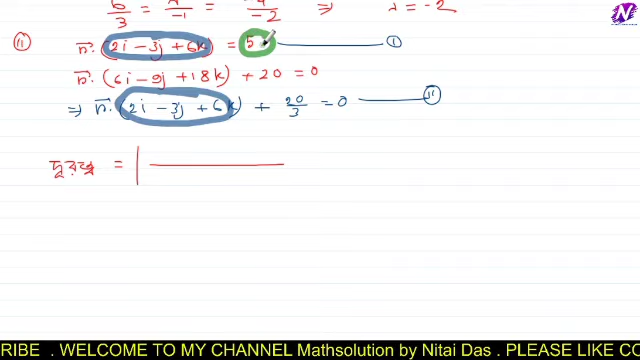 6/3 = λ/-1 = -4/-2 ⇒ λ = -2
(ii) r⃗. (2i - 3j + 6k) = 5 ——— (i)
r⃗. (6i - 9j + 18k) + 20 = 0
⇒ r⃗. (2i - 3j + 6k) + 20/3 = 0 ——— (ii)
দূরত্ব = |
N
RIBE . WELCOME TO MY CHANNEL Mathsolution by Nitai Das . PLEASE LIKE CO